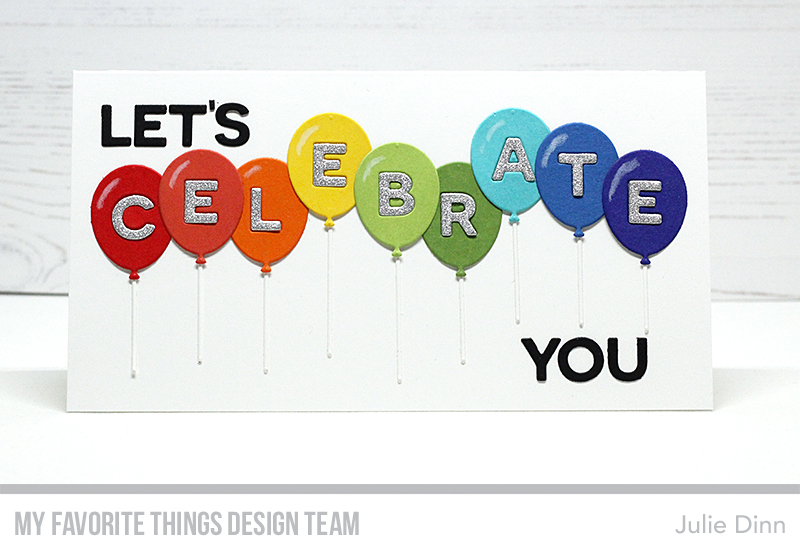 LET'S
CELEBRATE
YOU
MY FAVORITE THINGS DESIGN TEAM
Julie Dinn